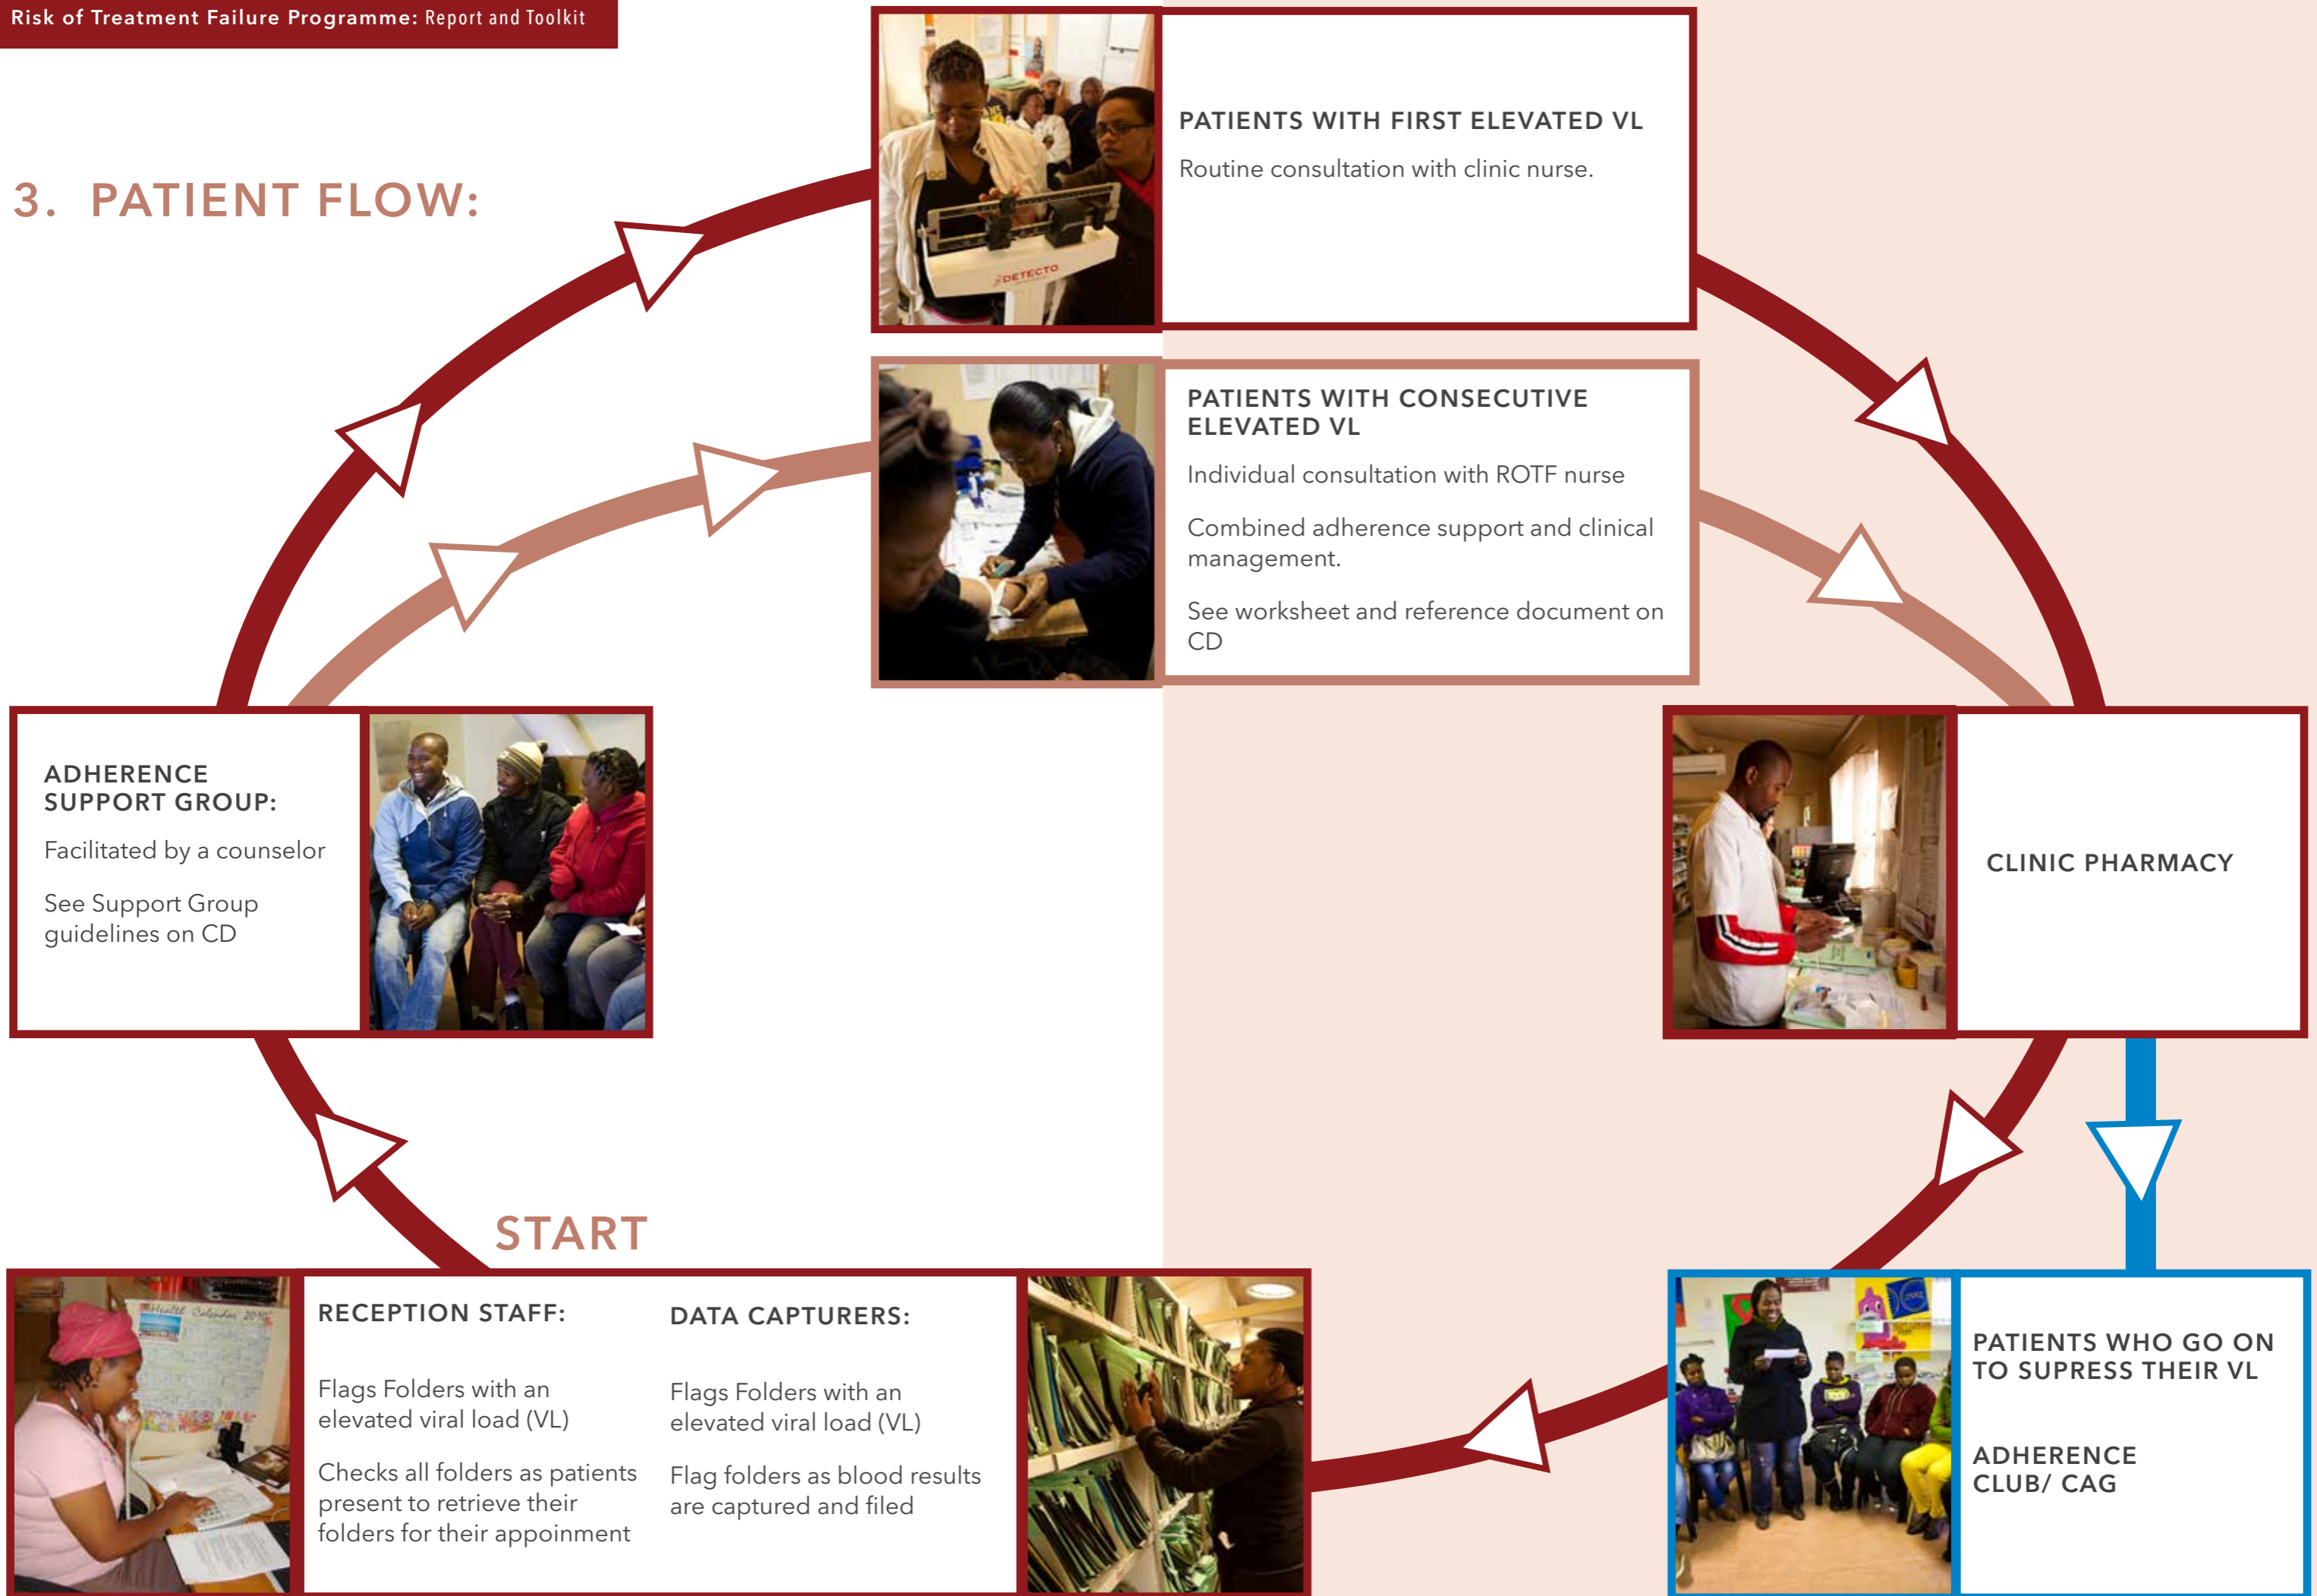 Risk of Treatment Failure Programme: Report and Toolkit
3. PATIENT FLOW:
PATIENTS WITH FIRST ELEVATED VL
Routine consultation with clinic nurse.
DETECTO
PATIENTS WITH CONSECUTIVE
ELEVATED VL
Individual consultation with ROTF nurse
Combined adherence support and clinical
management.
See worksheet and reference document on
CD
ADHERENCE
SUPPORT GROUP:
Facilitated by a counselor
See Support Group
guidelines on CD
CLINIC PHARMACY
START
RECEPTION STAFF:
Flags Folders with an
elevated viral load (VL)
Checks all folders as patients
present to retrieve their
folders for their appoinment
DATA CAPTURERS:
Flags Folders with an
elevated viral load (VL)
Flag folders as blood results
are captured and filed
Health Calendar
PATIENTS WHO GO ON
TO SUPRESS THEIR VL
ADHERENCE
CLUB/ CAG